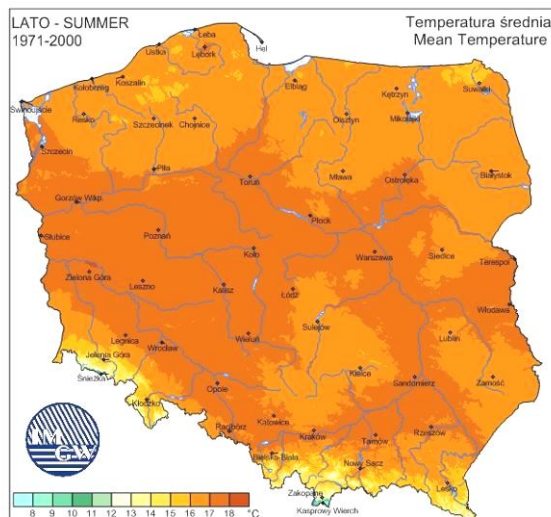 LATO - SUMMER
1971-2000
Temperatura średnia
Mean Temperature
Łeba
Hel
Ustka
Lębork
Kołobrzeg
Koszalin
Elbląg
Kętrzyn
Suwałki
Świnoujście
Resko
Szczecinek
Chojnice
Olsztyn
Mikołajki
Szczecin
Piła
Toruń
Mława
Ostrołęka
Białystok
Gorzów Wlkp.
Płock
Słubice
Poznań
Koło
Warszawa
Siedlce
Terespol
Zielona Góra
Leszno
Kalisz
Łódź
Włodawa
Sulejów
Legnica
Wrocław
Wieluń
Lublin
Jelenia Góra
Śnieżka
Kielce
Sandomierz
Zamość
Kłodzko
Opole
Racibórz
Katowice
Kraków
Tarnów
Rzeszów
Bielsko-Biała
Nowy Sącz
Lesko
Zakopane
Kasprowy Wierch
IMGW
8 9 10 11 12 13 14 15 16 17 18 °C